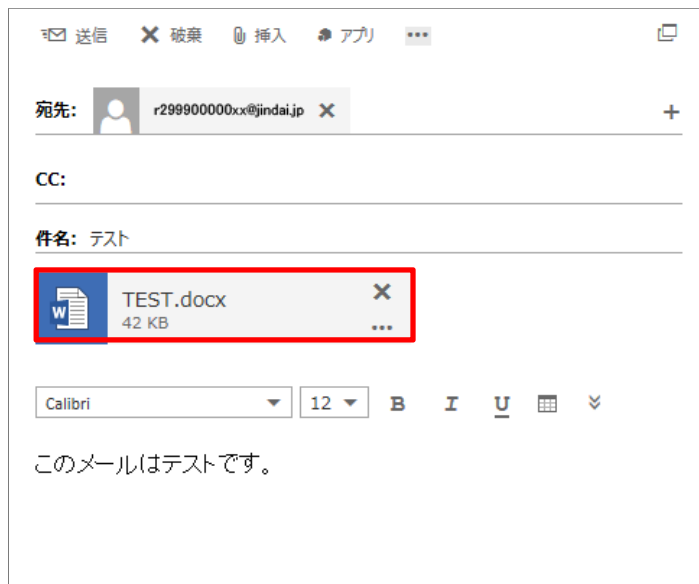 送信 破棄 挿入 アプリ •••
宛先: r299900000xx@jindai.jp
CC:
件名: テスト
W TEST.docx
42 KB •••
Calibri 12 B I U
このメールはテストです。